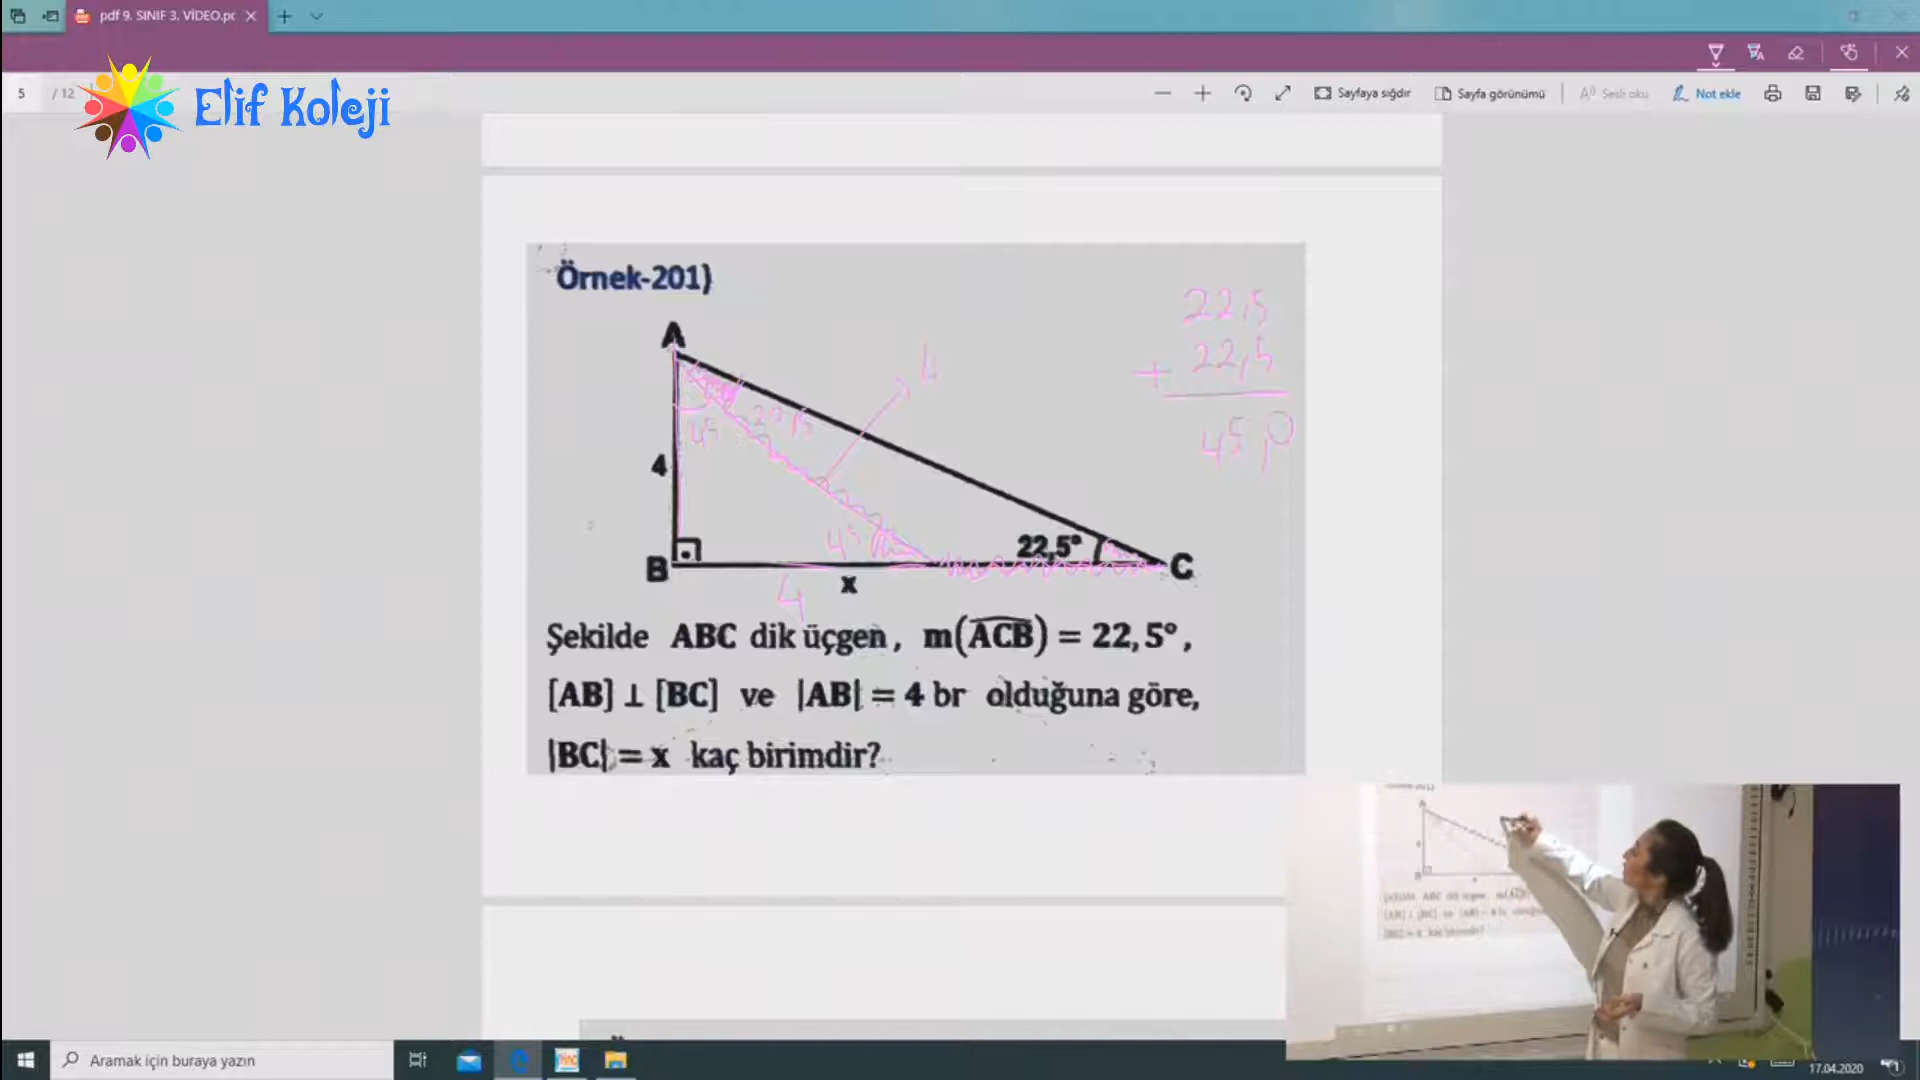 pdf 9. SINIF 3. VİDEO.pc
5 / 12
Elif Koleji
Sayfaya sığdır
Sayfa görünümü
Sesli oku
Not ekle
Örnek-201)
A
4
B
x
22,5°
C
45
22,5
45
4
22,5
+ 22,5
45,0
Şekilde ABC dik üçgen, m(ACB) = 22,5°,
[AB] ⊥ [BC] ve |AB| = 4 br olduğuna göre,
|BC| = x kaç birimdir?
Aramak için buraya yazın
17.04.2020